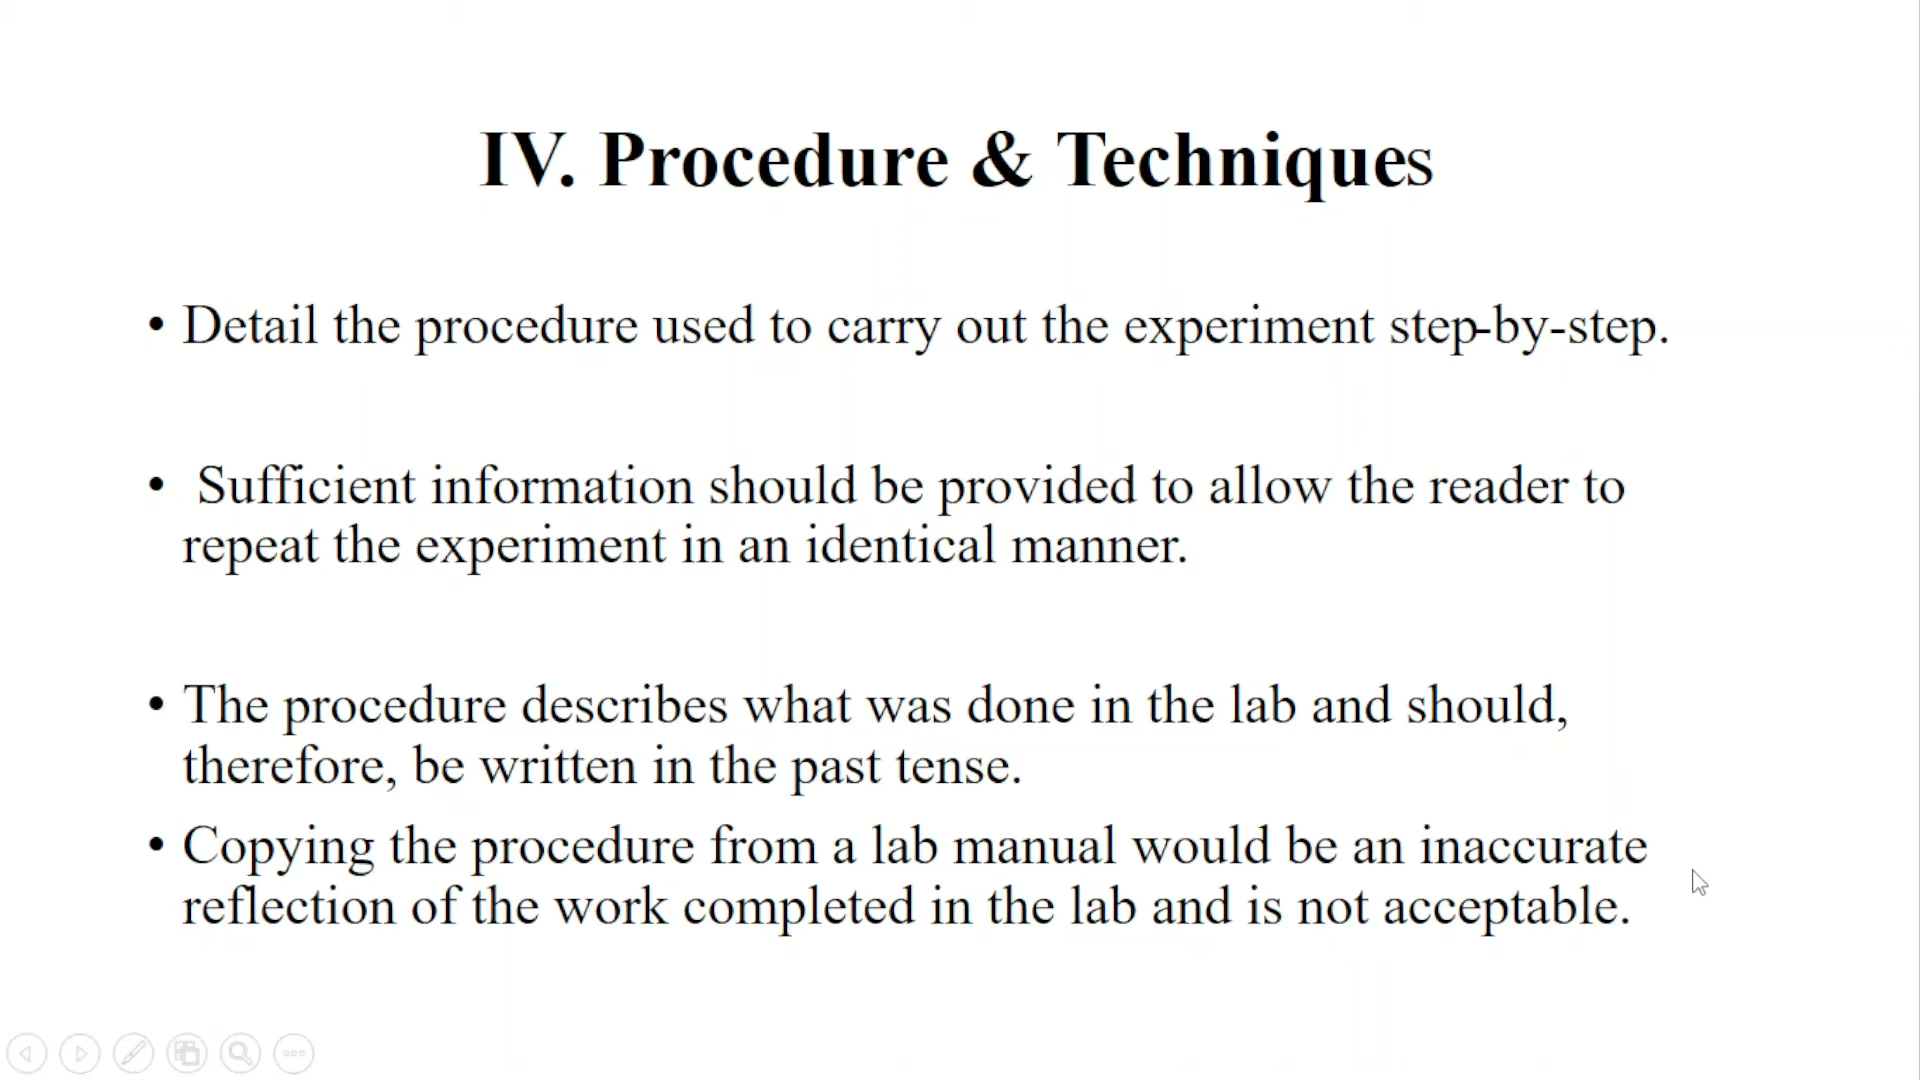 IV. Procedure & Techniques
• Detail the procedure used to carry out the experiment step-by-step.
• Sufficient information should be provided to allow the reader to
repeat the experiment in an identical manner.
• The procedure describes what was done in the lab and should,
therefore, be written in the past tense.
• Copying the procedure from a lab manual would be an inaccurate
reflection of the work completed in the lab and is not acceptable.